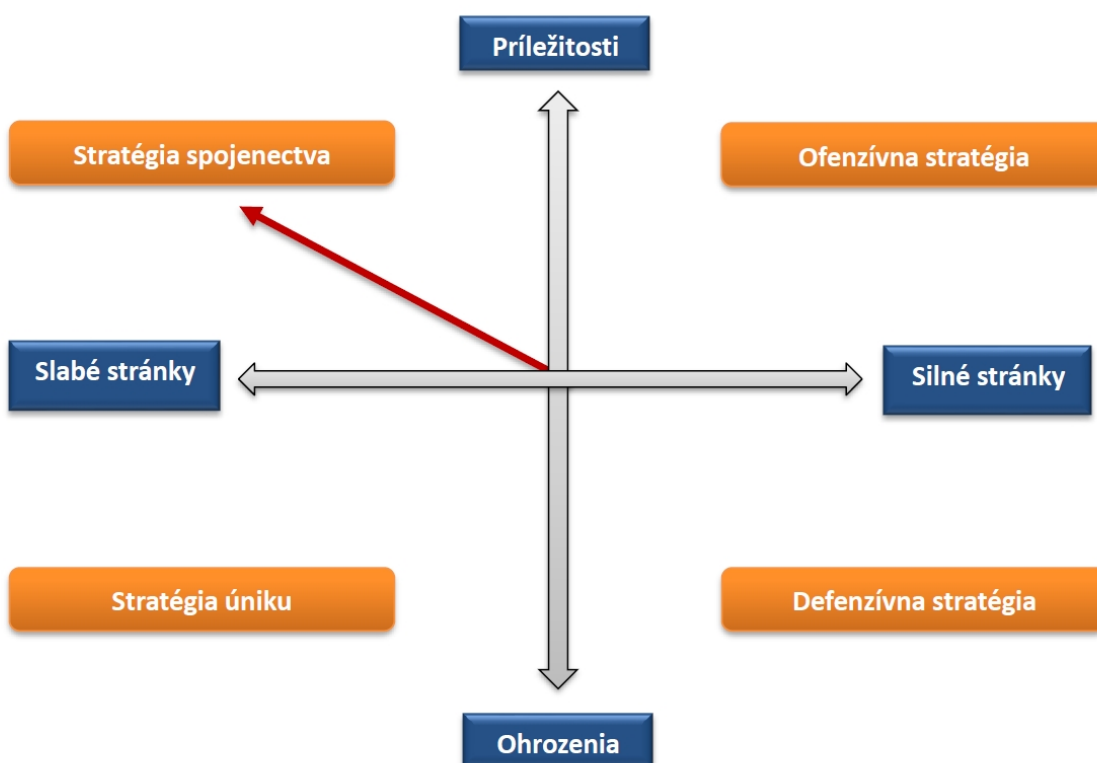 Príležitosti
Stratégia spojenectva
Ofenzívna stratégia
Slabé stránky
Silné stránky
Stratégia úniku
Defenzívna stratégia
Ohrozenia